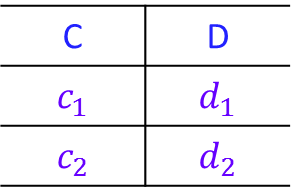 C D
c₁ d₁
c₂ d₂